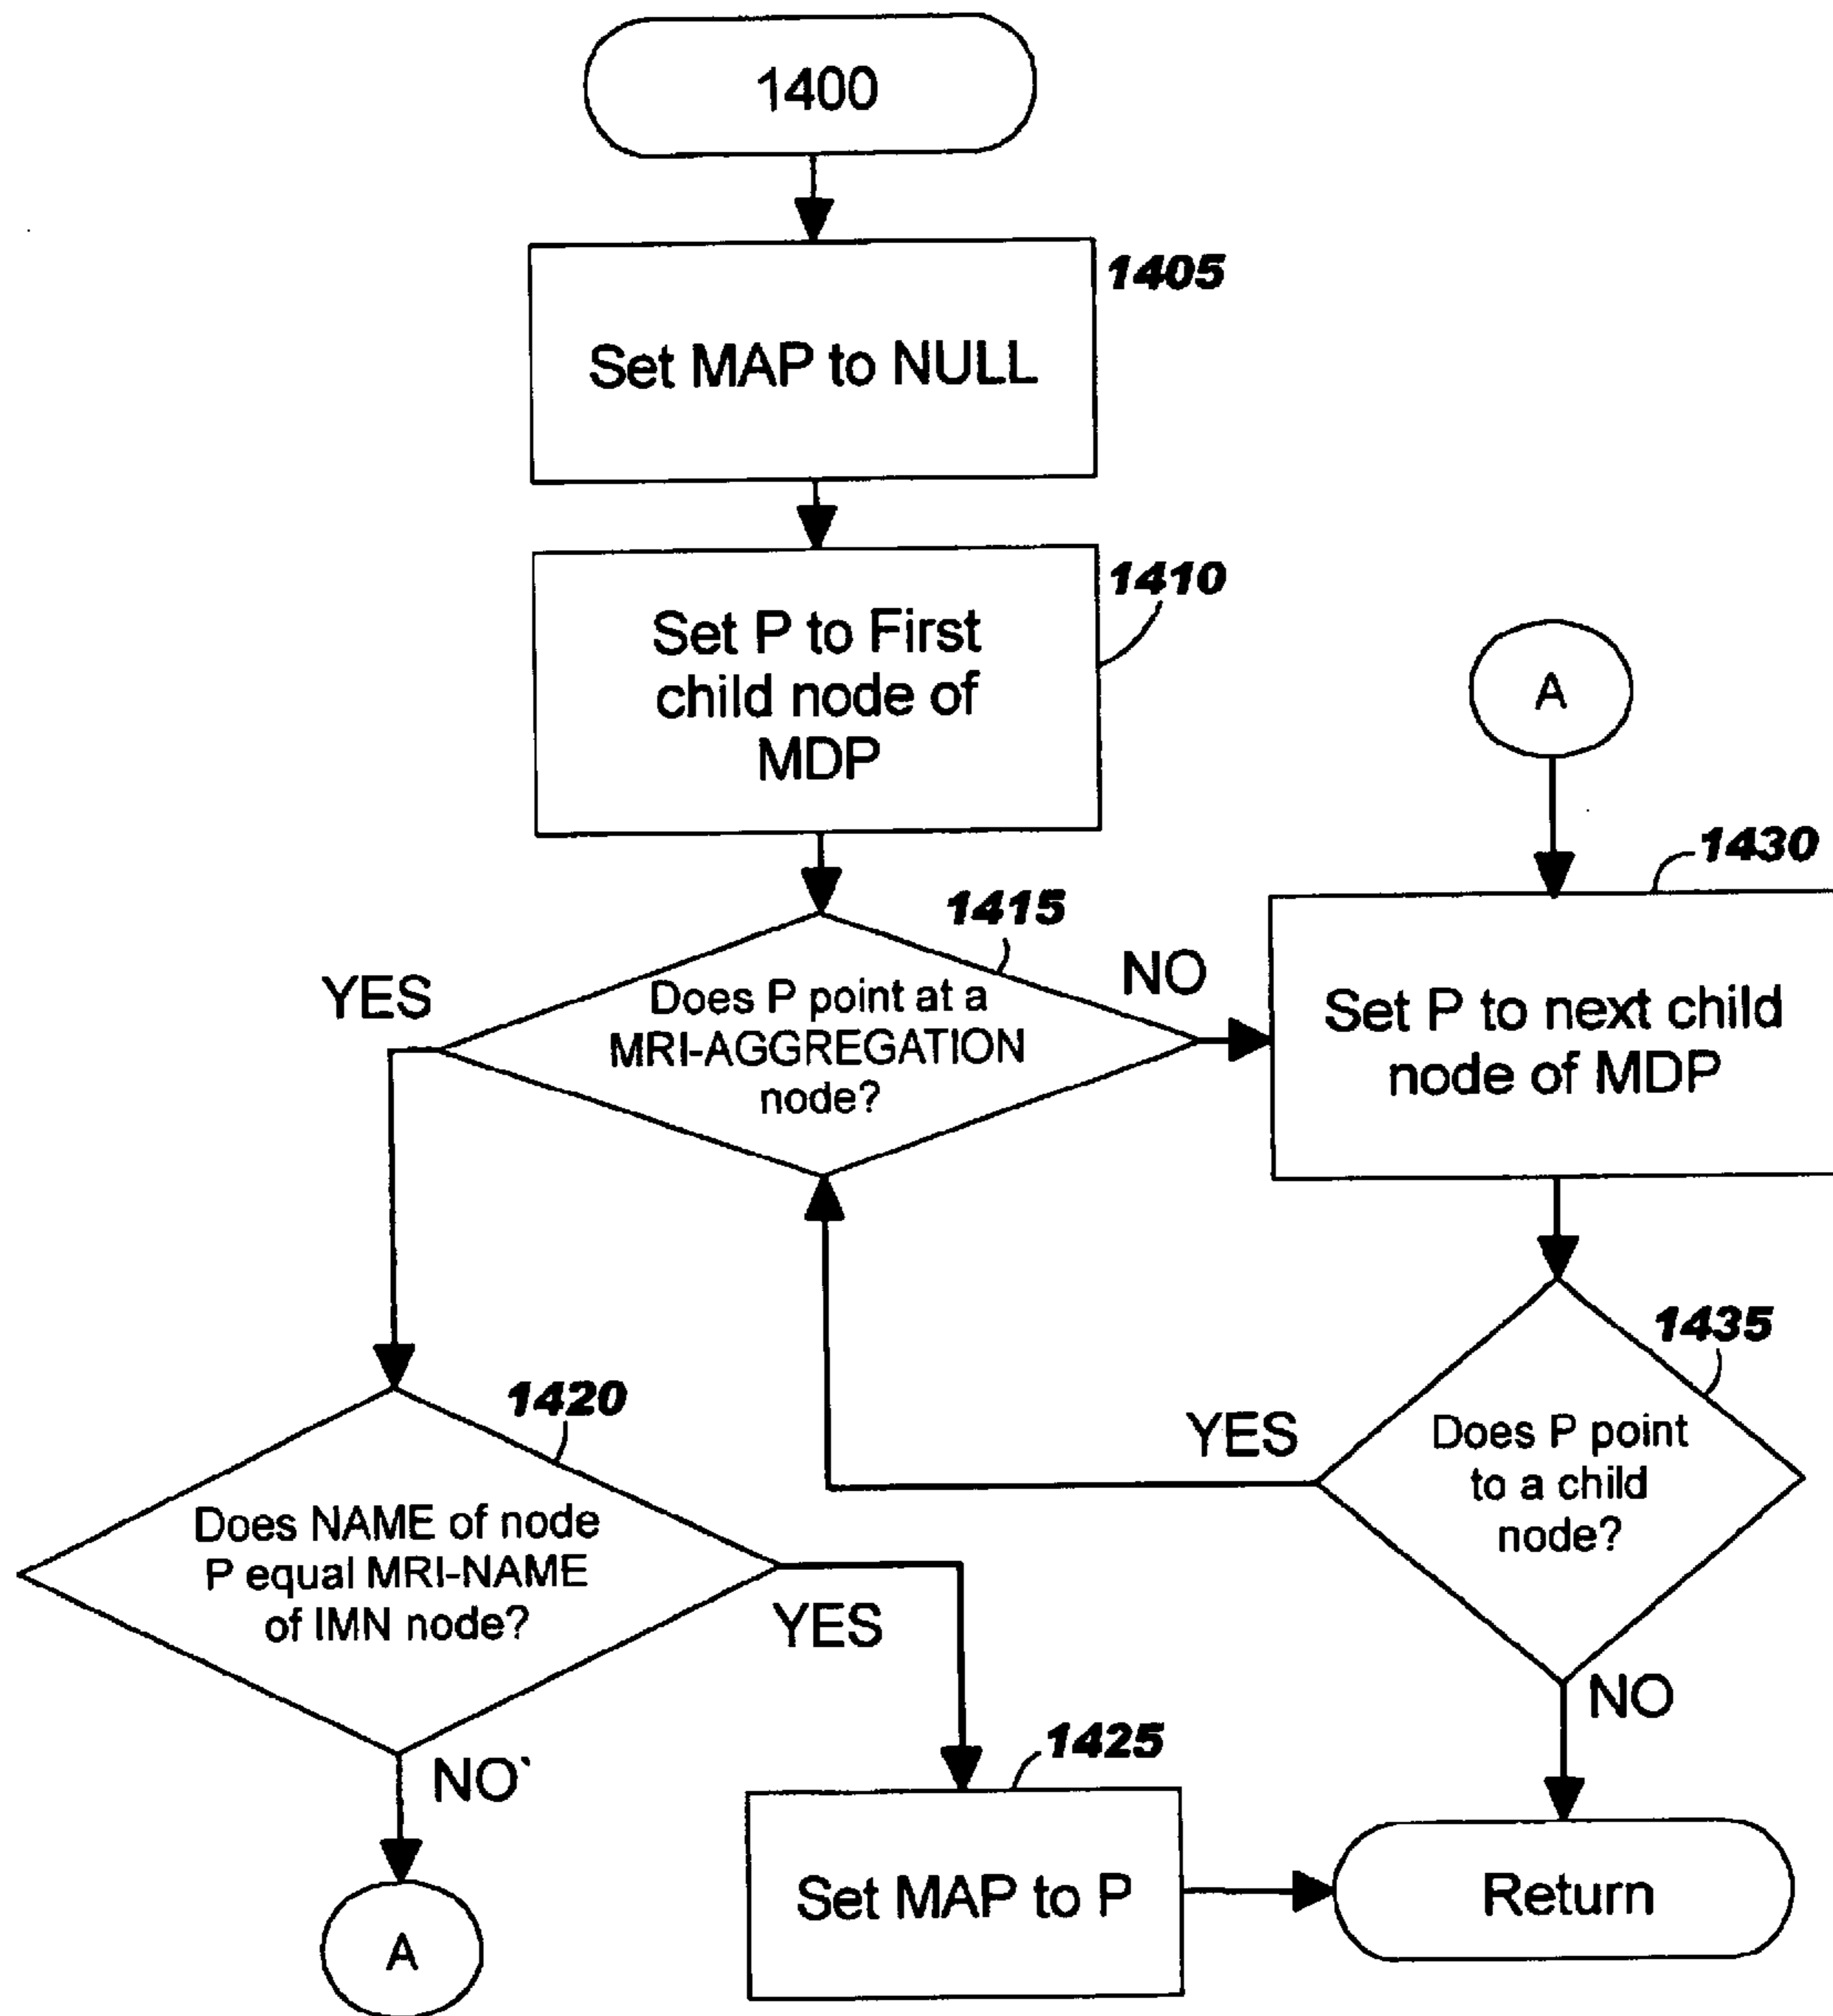 1400
1405
Set MAP to NULL
1410
Set P to First
child node of
MDP
A
1430
1415
YES
NO
Does P point at a
MRI-AGGREGATION
node?
Set P to next child
node of MDP
1435
1420
YES
Does P point
to a child
node?
Does NAME of node
P equal MRI-NAME
of IMN node?
YES
NO
1425
NO
Set MAP to P
Return
A